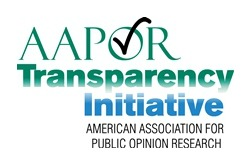 AAPOR
Transparency
Initiative
AMERICAN ASSOCIATION FOR
PUBLIC OPINION RESEARCH